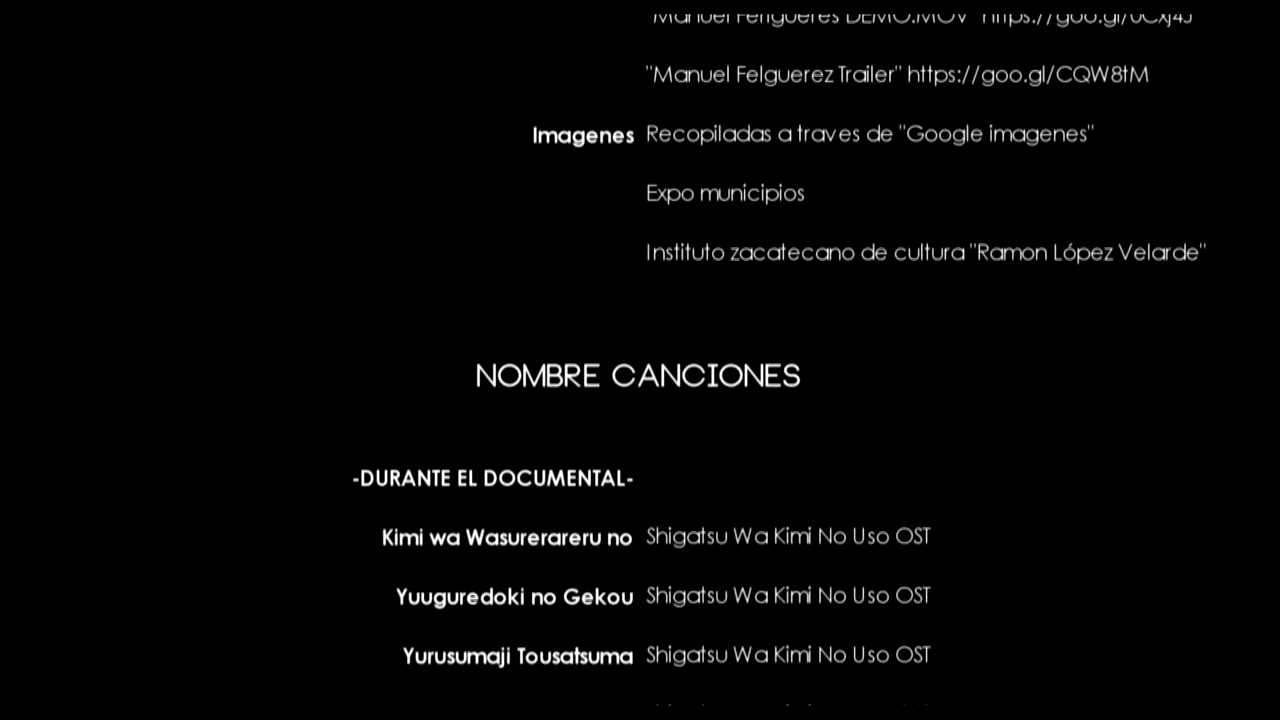 "Manuel Felguerez Trailer" https://goo.gl/CQW8tM
Imagenes Recopiladas a traves de "Google imagenes"
Expo municipios
Instituto zacatecano de cultura "Ramon López Velarde"
NOMBRE CANCIONES
-DURANTE EL DOCUMENTAL-
Kimi wa Wasurerareru no Shigatsu Wa Kimi No Uso OST
Yuuguredoki no Gekou Shigatsu Wa Kimi No Uso OST
Yurusumaji Tousatsuma Shigatsu Wa Kimi No Uso OST